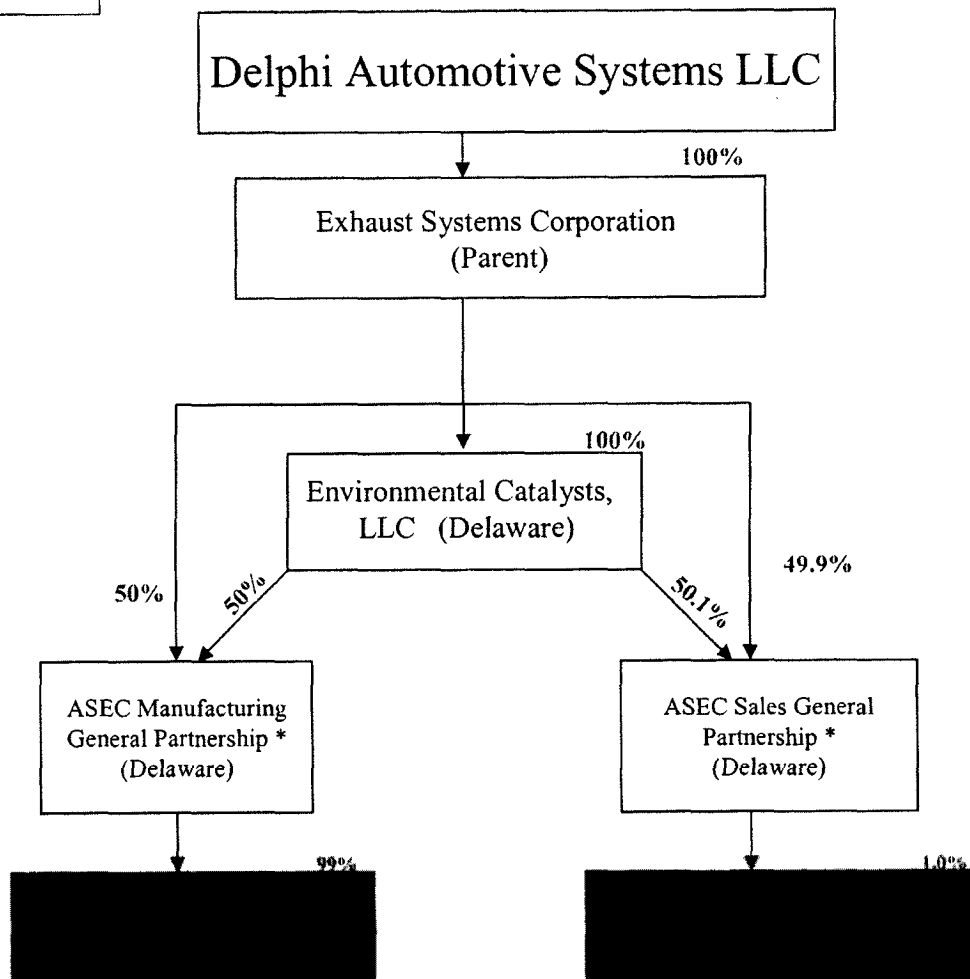 Delphi Automotive Systems LLC
100%
Exhaust Systems Corporation
(Parent)
100%
Environmental Catalysts,
LLC (Delaware)
49.9%
50%
50%
50.1%
ASEC Manufacturing
General Partnership *
(Delaware)
ASEC Sales General
Partnership *
(Delaware)
99%
1.0%